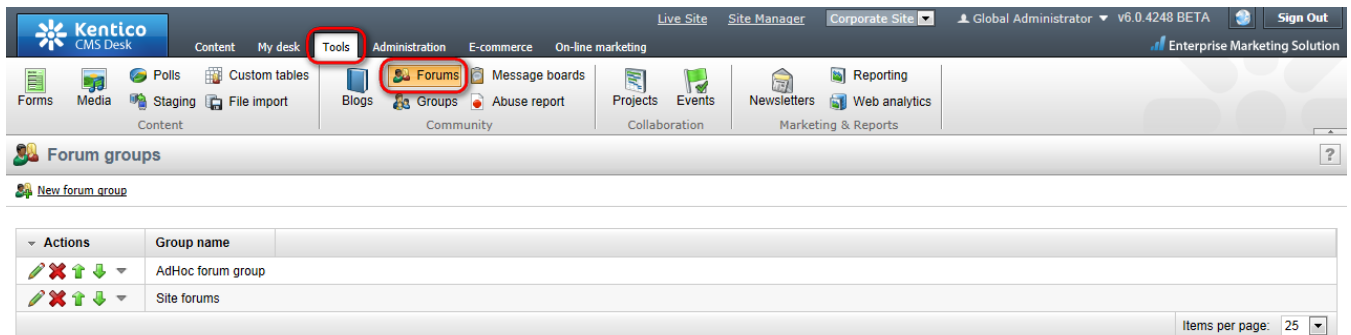 Live Site Site Manager Corporate Site Global Administrator v6.0.4248 BETA Sign Out
Kentico
CMS Desk
Content My desk Tools Administration E-commerce On-line marketing Enterprise Marketing Solution
Polls Custom tables Forums Message boards Reporting
Forms Media Staging File import Blogs Groups Abuse report Projects Events Newsletters Web analytics
Content Community Collaboration Marketing & Reports
Forum groups ?
New forum group
Actions Group name
AdHoc forum group
Site forums
Items per page: 25